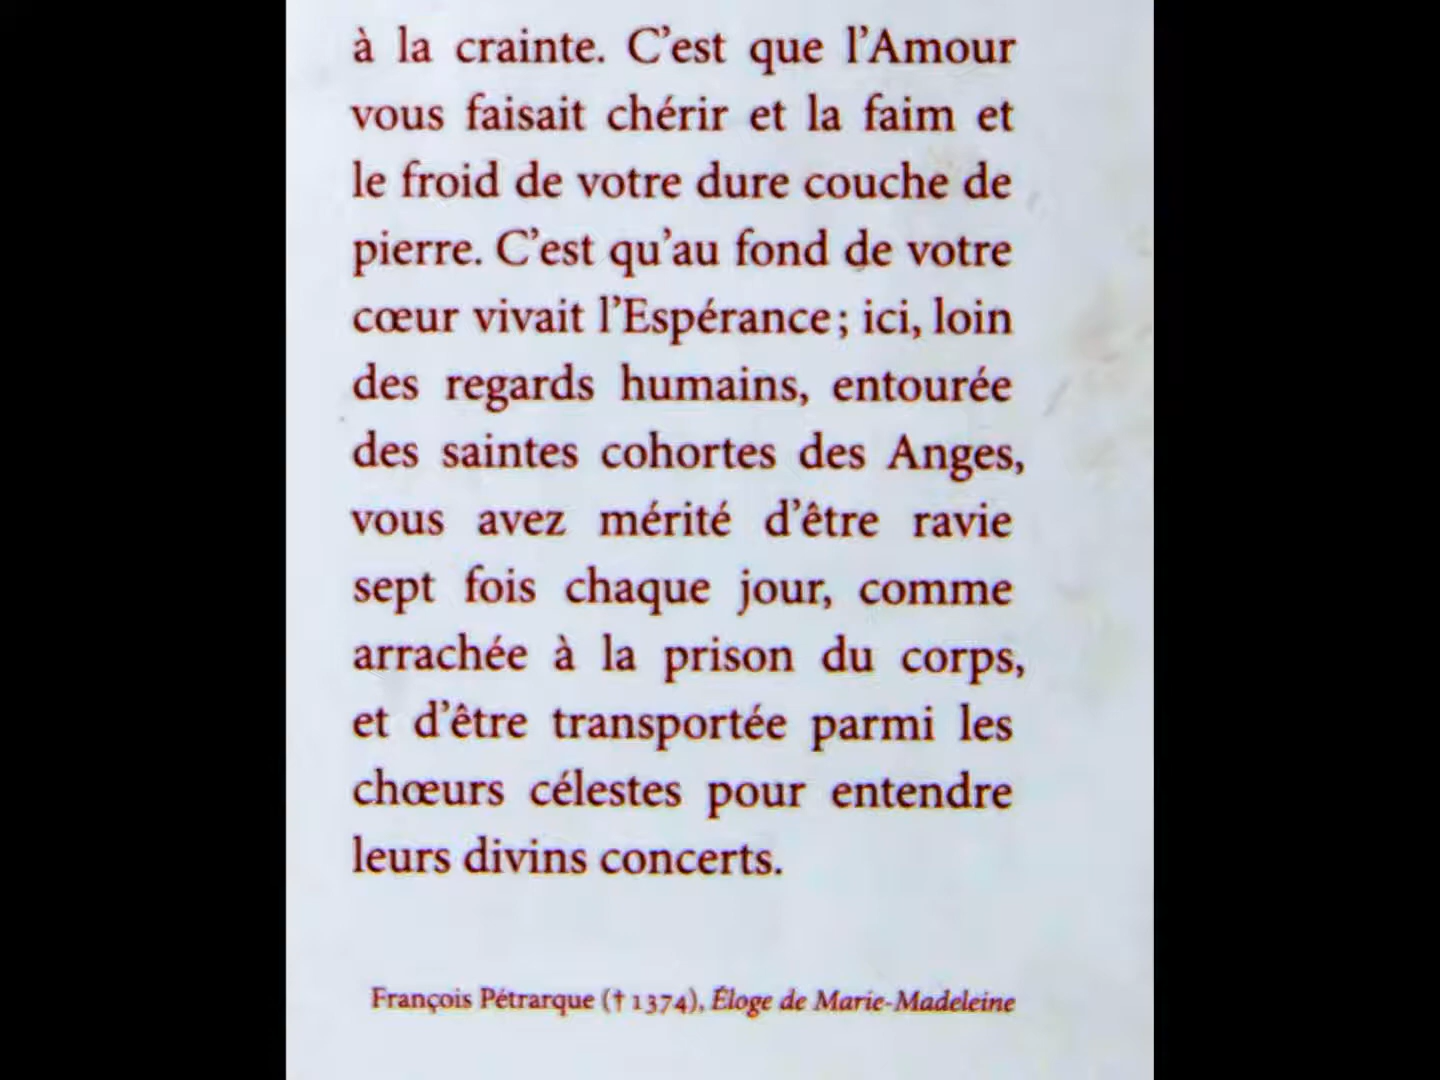 à la crainte. C’est que l’Amour
vous faisait chérir et la faim et
le froid de votre dure couche de
pierre. C’est qu’au fond de votre
cœur vivait l’Espérance ; ici, loin
des regards humains, entourée
des saintes cohortes des Anges,
vous avez mérité d’être ravie
sept fois chaque jour, comme
arrachée à la prison du corps,
et d’être transportée parmi les
chœurs célestes pour entendre
leurs divins concerts.
François Pétrarque († 1374), Éloge de Marie-Madeleine